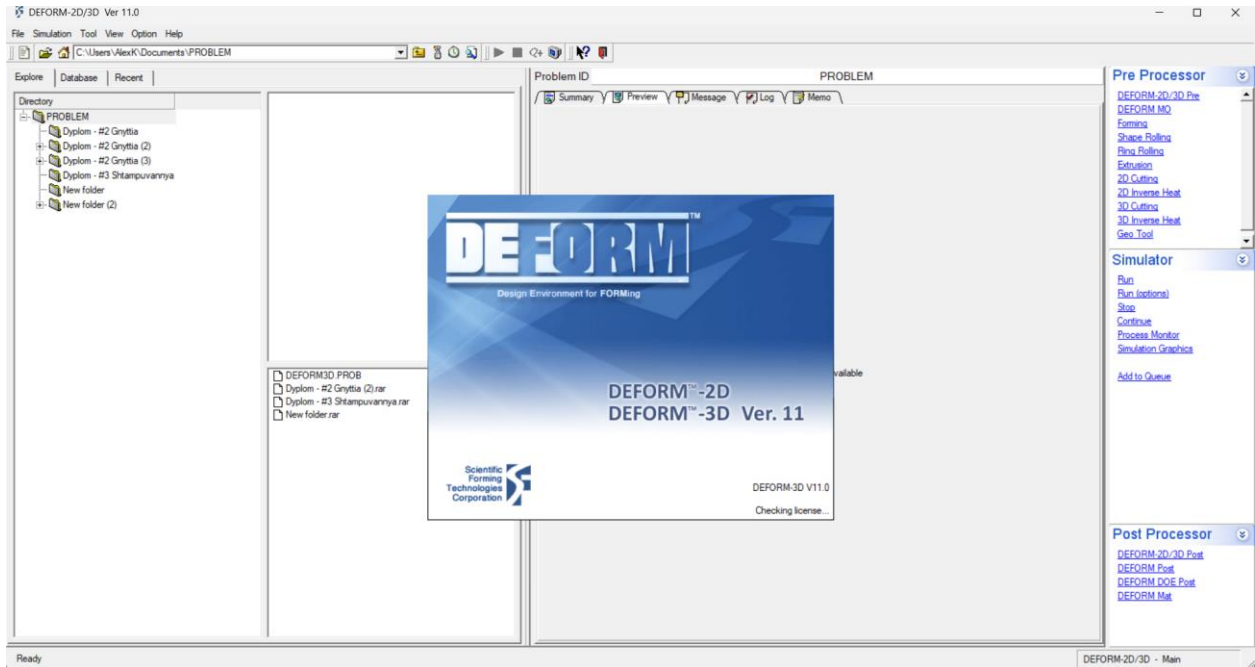 DEFORM-2D/3D Ver 11.0
File Simulation Tool View Option Help
C:\Users\AlexK\Documents\PROBLEM
Explore Database Recent
Directory
PROBLEM
Dyplom - #2 Gnyttia
Dyplom - #2 Gnyttia (2)
Dyplom - #2 Gnyttia (3)
Dyplom - #3 Shtampuvannya
New folder
New folder (2)
DEFORM3D.PROB
Dyplom - #2 Gnyttia (2).rar
Dyplom - #3 Shtampuvannya.rar
New folder.rar
Problem ID PROBLEM
Summary Preview Message Log Memo
vailable
DEFORM™
Design Environment for FORMing
DEFORM™-2D
DEFORM™-3D Ver. 11
Scientific
Forming
Technologies
Corporation
DEFORM-3D V11.0
Checking license...
Pre Processor
DEFORM-2D/3D Pre
DEFORM MO
Forming
Shape Rolling
Ring Rolling
Extrusion
2D Cutting
2D Inverse Heat
3D Cutting
3D Inverse Heat
Geo Tool
Simulator
Run
Run (options)
Stop
Continue
Process Monitor
Simulation Graphics
Add to Queue
Post Processor
DEFORM-2D/3D Post
DEFORM Post
DEFORM DOE Post
DEFORM Mat
Ready
DEFORM-2D/3D - Main